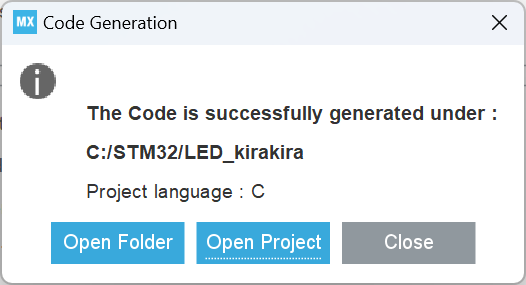 MX Code Generation
The Code is successfully generated under :
C:/STM32/LED_kirakira
Project language : C
Open Folder Open Project Close